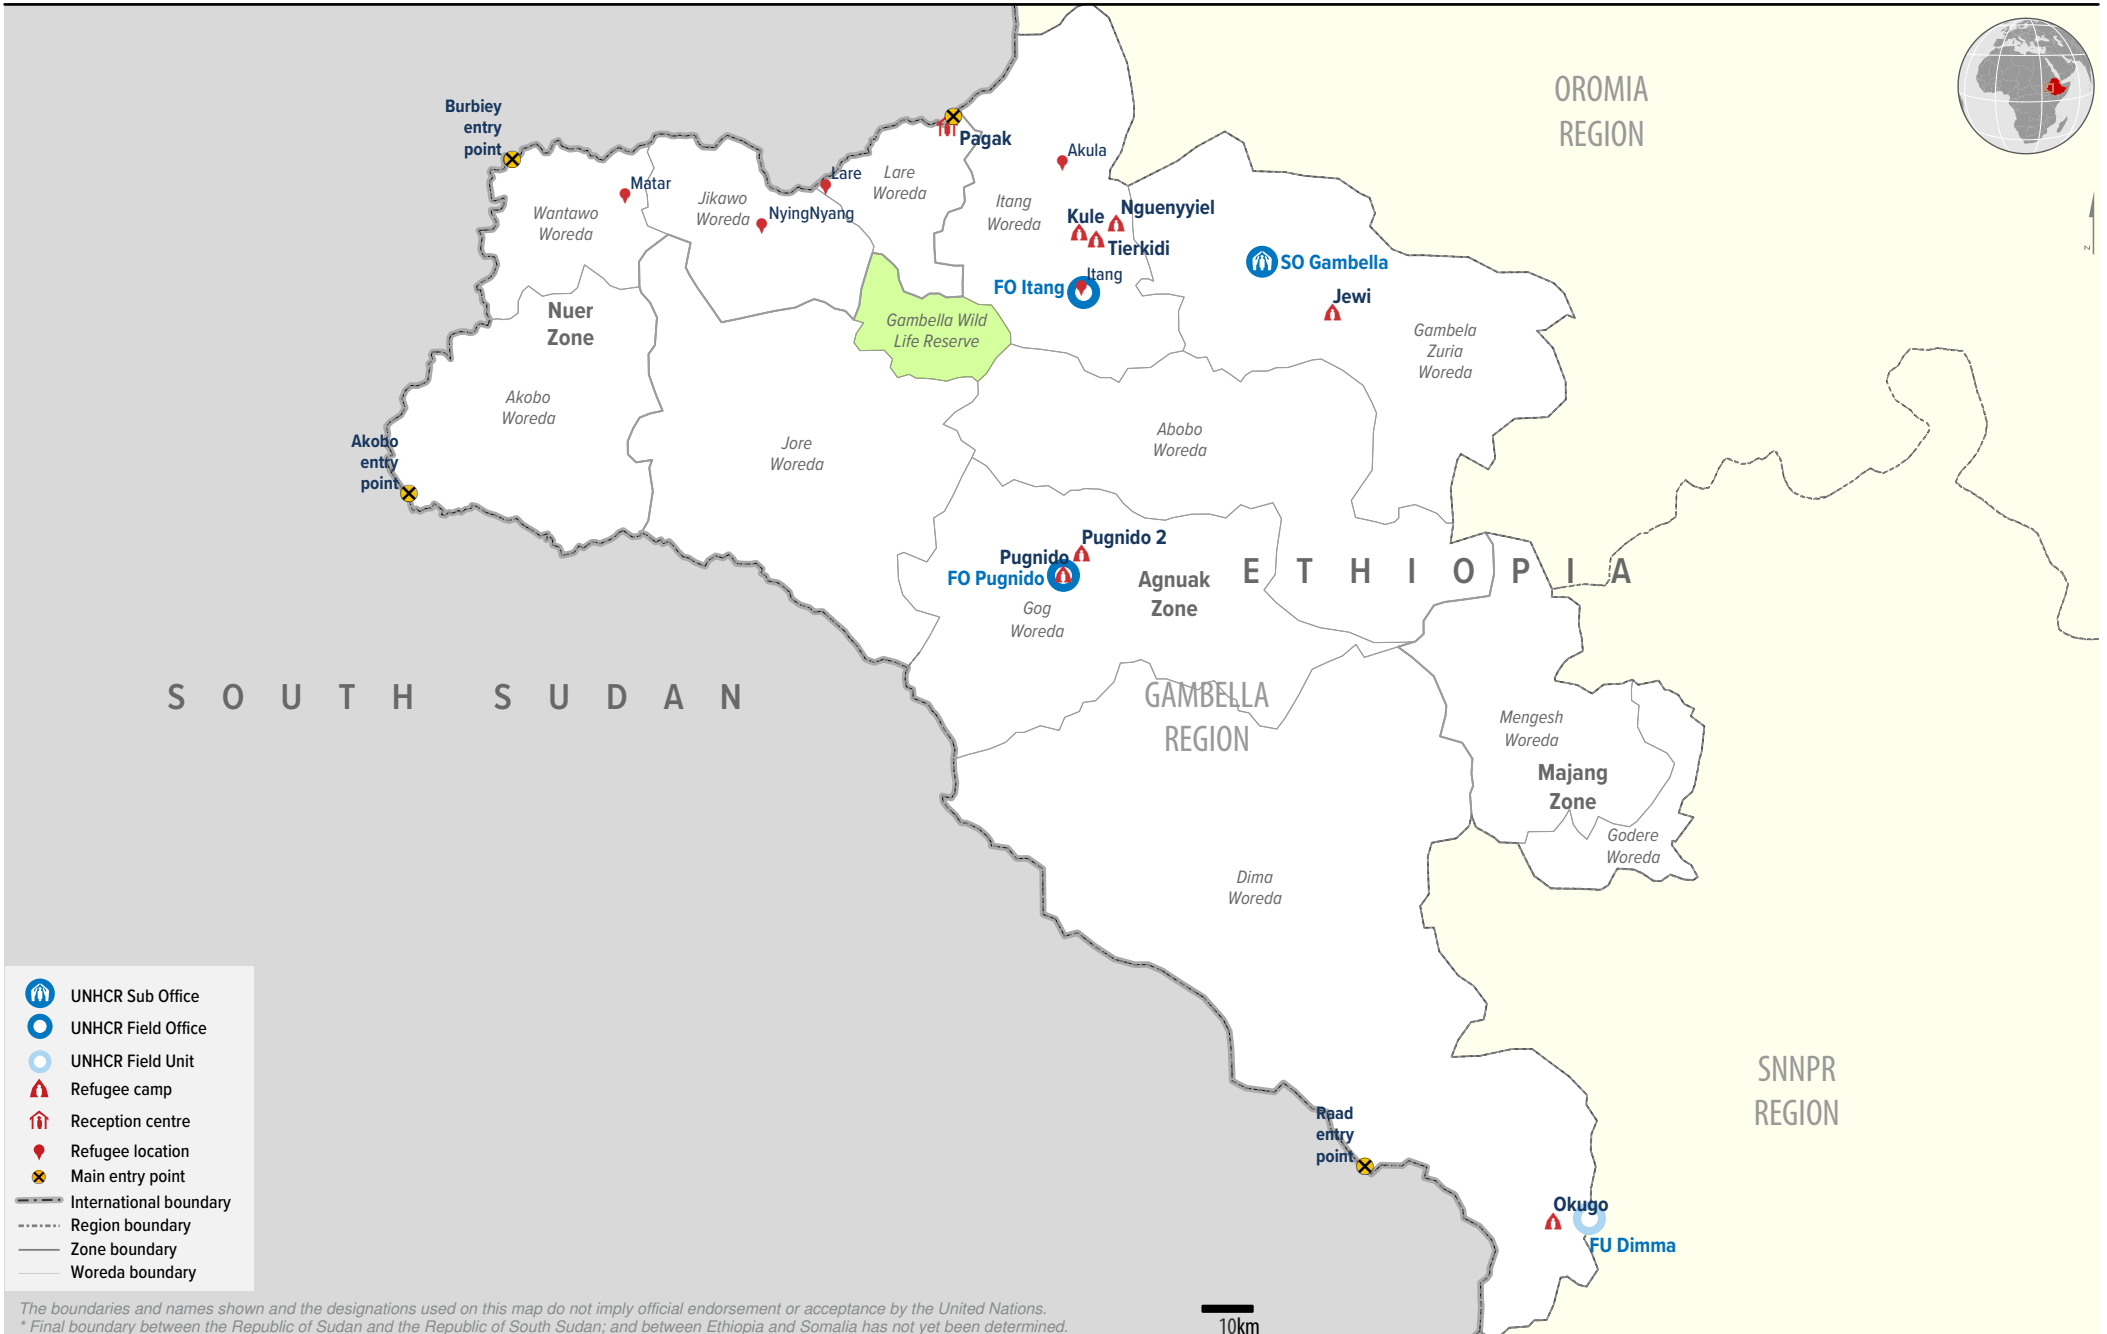 OROMIA
REGION
Burbiey
entry
point
Pagak
Akula
Lare
Matar
Lare
Woreda
Jikawo
Woreda
NyingNyang
Wantawo
Woreda
Itang
Woreda
Kule
Nguenyyiel
Tierkidi
SO Gambella
Itang
FO Itang
Jewi
Nuer
Zone
Gambella Wild
Life Reserve
Gambela
Zuria
Woreda
Akobo
Woreda
Akobo
entry
point
Jore
Woreda
Abobo
Woreda
Pugnido 2
Pugnido
FO Pugnido
Agnuak
Zone
ETHIOPIA
Gog
Woreda
SOUTH SUDAN
GAMBELLA
REGION
Mengesh
Woreda
Majang
Zone
Godere
Woreda
Dima
Woreda
SNNPR
REGION
Raad
entry
point
Okugo
FU Dimma
UNHCR Sub Office
UNHCR Field Office
UNHCR Field Unit
Refugee camp
Reception centre
Refugee location
Main entry point
International boundary
Region boundary
Zone boundary
Woreda boundary
The boundaries and names shown and the designations used on this map do not imply official endorsement or acceptance by the United Nations.
* Final boundary between the Republic of Sudan and the Republic of South Sudan; and between Ethiopia and Somalia has not yet been determined.
10km
N